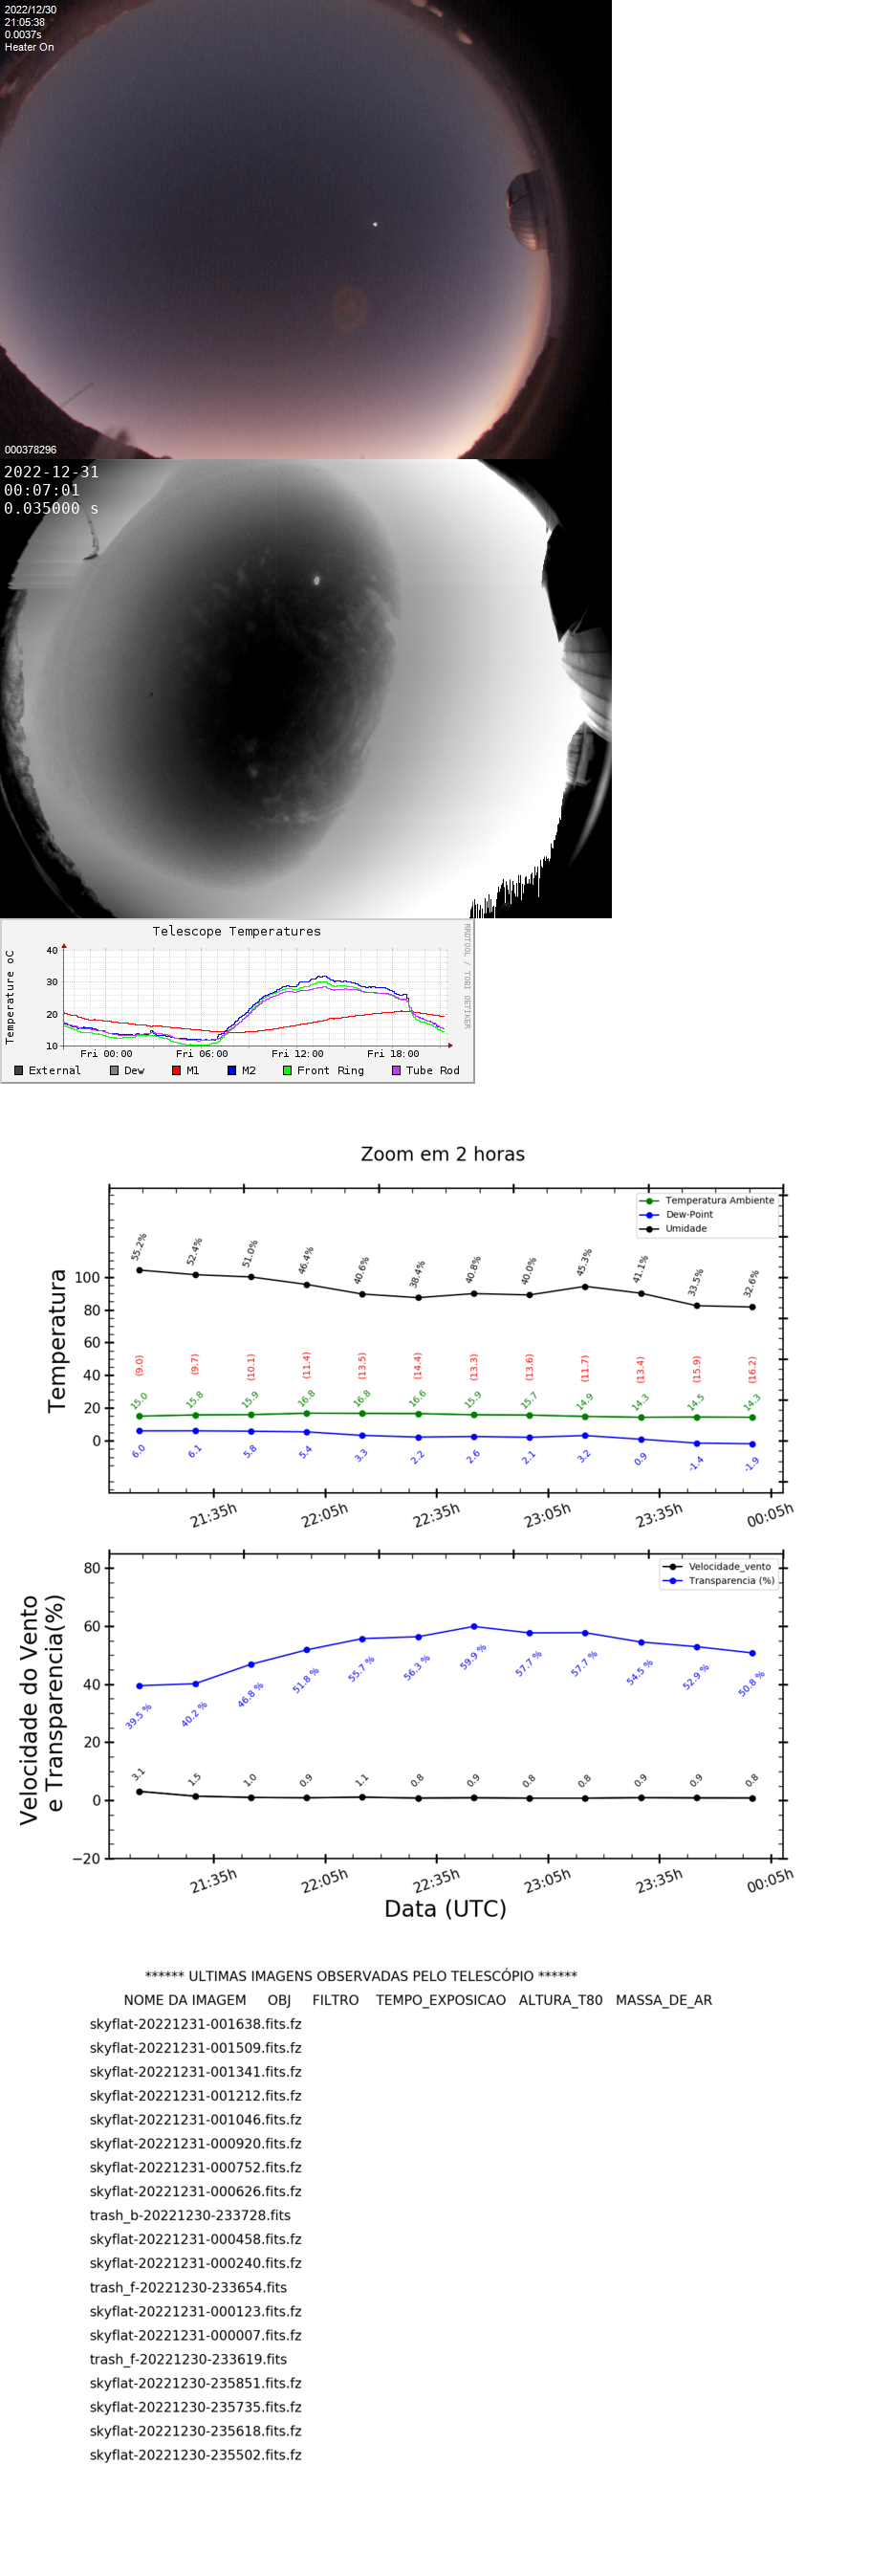 2022/12/30
21:05:38
0.0037s
Heater On
000378296
2022-12-31
00:07:01
0.035000 s
Telescope Temperatures
RRDTOOL / TOBI OETIKER
Temperature oC
40
30
20
10
Fri 00:00 Fri 06:00 Fri 12:00 Fri 18:00
External Dew M1 M2 Front Ring Tube Rod
Zoom em 2 horas
Temperatura Ambiente
Dew-Point
Umidade
Temperatura
100
80
60
40
20
0
55.2% 52.4% 51.0% 46.4% 40.6% 38.4% 40.8% 40.0% 45.3% 41.1% 33.5% 32.6%
(9.0) (9.7) (10.1) (11.4) (13.5) (14.4) (13.3) (13.6) (11.7) (13.4) (15.9) (16.2)
15.0 15.8 15.9 16.8 16.8 16.6 15.9 15.7 14.9 14.3 14.5 14.3
6.0 6.1 5.8 5.4 3.3 2.2 2.6 2.1 3.2 0.9 -1.4 -1.9
21:35h 22:05h 22:35h 23:05h 23:35h 00:05h
Velocidade_vento
Transparencia (%)
Velocidade do Vento
e Transparencia(%)
80
60
40
20
0
−20
39.5 % 40.2 % 46.8 % 51.8 % 55.7 % 56.3 % 59.9 % 57.7 % 57.7 % 54.5 % 52.9 % 50.8 %
3.1 1.5 1.0 0.9 1.1 0.8 0.9 0.8 0.8 0.9 0.9 0.8
21:35h 22:05h 22:35h 23:05h 23:35h 00:05h
Data (UTC)
****** ULTIMAS IMAGENS OBSERVADAS PELO TELESCÓPIO ******
NOME DA IMAGEM OBJ FILTRO TEMPO_EXPOSICAO ALTURA_T80 MASSA_DE_AR
skyflat-20221231-001638.fits.fz
skyflat-20221231-001509.fits.fz
skyflat-20221231-001341.fits.fz
skyflat-20221231-001212.fits.fz
skyflat-20221231-001046.fits.fz
skyflat-20221231-000920.fits.fz
skyflat-20221231-000752.fits.fz
skyflat-20221231-000626.fits.fz
trash_b-20221230-233728.fits
skyflat-20221231-000458.fits.fz
skyflat-20221231-000240.fits.fz
trash_f-20221230-233654.fits
skyflat-20221231-000123.fits.fz
skyflat-20221231-000007.fits.fz
trash_f-20221230-233619.fits
skyflat-20221230-235851.fits.fz
skyflat-20221230-235735.fits.fz
skyflat-20221230-235618.fits.fz
skyflat-20221230-235502.fits.fz